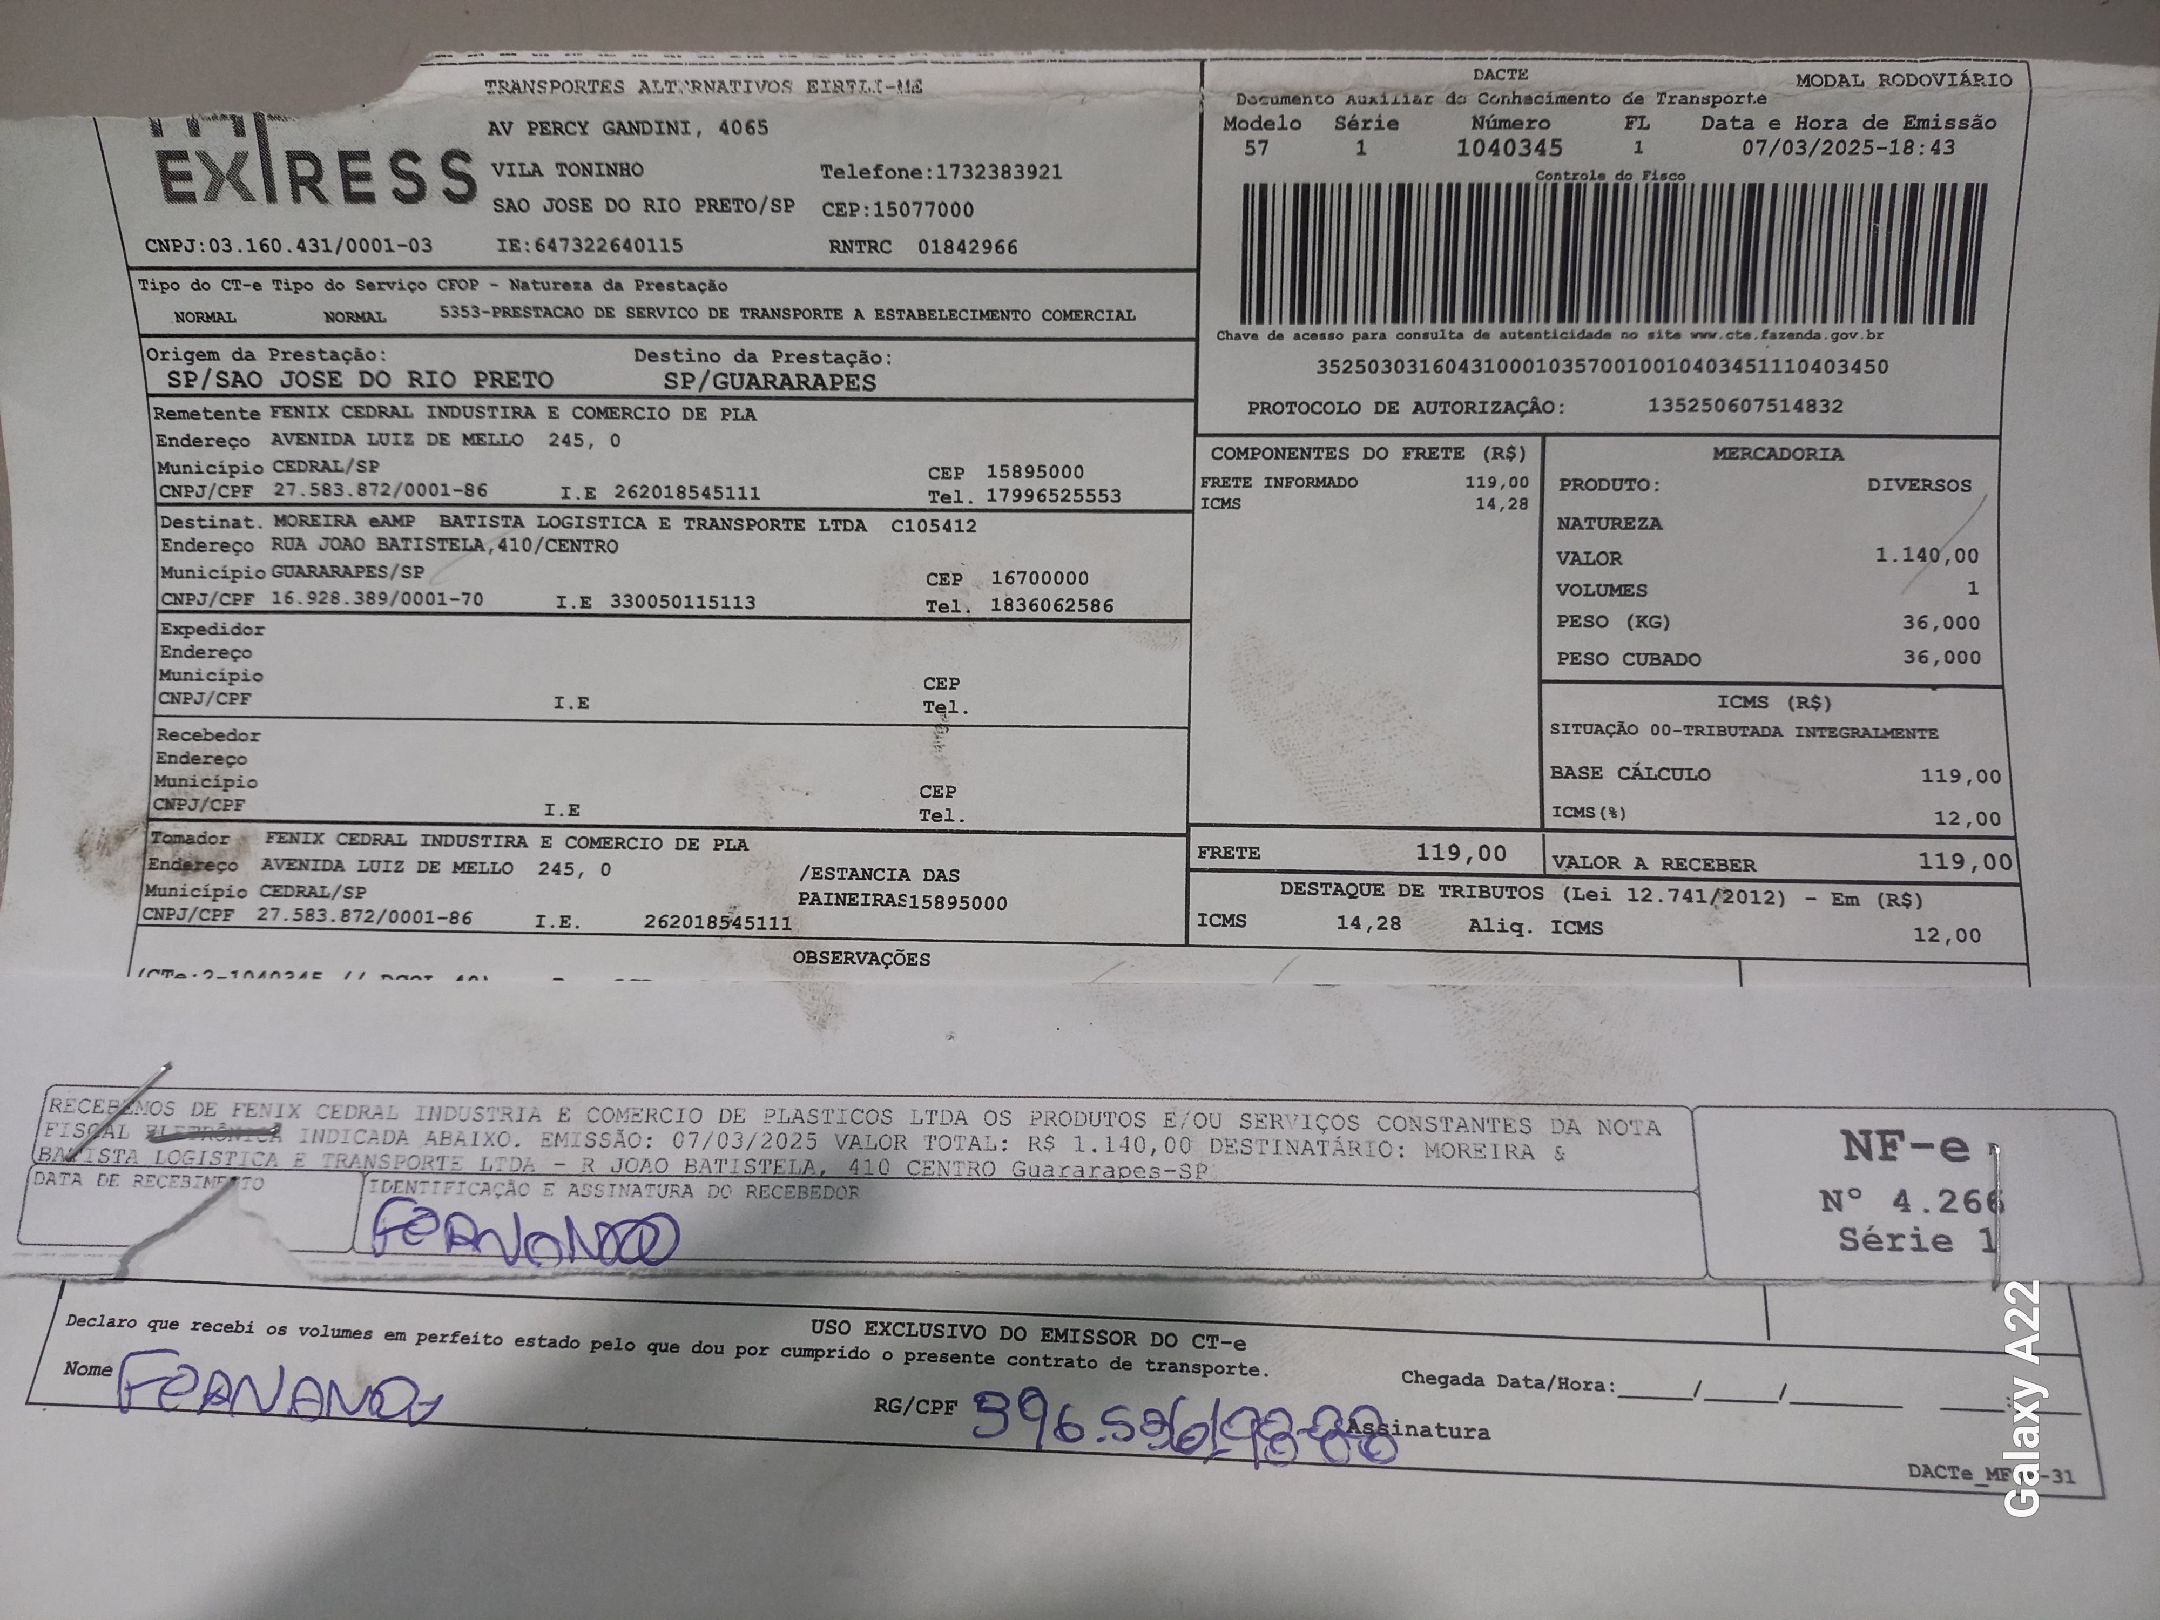 TRANSPORTES ALTERNATIVOS EIRELI-ME
AV PERCY GANDINI, 4065
EXPRESS
VILA TONINHO Telefone:1732383921
SAO JOSE DO RIO PRETO/SP CEP:15077000
CNPJ:03.160.431/0001-03 IE:647322640115 RNTRC 01842966
DACTE MODAL RODOVIÁRIO
Documento Auxiliar do Conhecimento de Transporte
Modelo Série Número FL Data e Hora de Emissão
57 1 1040345 1 07/03/2025-18:43
Controle do Fisco
Chave de acesso para consulta de autenticidade no site www.cte.fazenda.gov.br
35250303160431000103570010010403451110403450
PROTOCOLO DE AUTORIZAÇÃO: 135250607514832
Tipo do CT-e Tipo do Serviço CFOP - Natureza da Prestação
NORMAL NORMAL 5353-PRESTACAO DE SERVICO DE TRANSPORTE A ESTABELECIMENTO COMERCIAL
Origem da Prestação: Destino da Prestação:
SP/SAO JOSE DO RIO PRETO SP/GUARARAPES
Remetente FENIX CEDRAL INDUSTIRA E COMERCIO DE PLA
Endereço AVENIDA LUIZ DE MELLO 245, 0
Município CEDRAL/SP CEP 15895000
CNPJ/CPF 27.583.872/0001-86 I.E 262018545111 Tel. 17996525553
Destinat. MOREIRA eAMP BATISTA LOGISTICA E TRANSPORTE LTDA C105412
Endereço RUA JOAO BATISTELA,410/CENTRO
Município GUARARAPES/SP CEP 16700000
CNPJ/CPF 16.928.389/0001-70 I.E 330050115113 Tel. 1836062586
Expedidor
Endereço
Município CEP
CNPJ/CPF I.E Tel.
Recebedor
Endereço
Município CEP
CNPJ/CPF I.E Tel.
Tomador FENIX CEDRAL INDUSTIRA E COMERCIO DE PLA
Endereço AVENIDA LUIZ DE MELLO 245, 0 /ESTANCIA DAS
Município CEDRAL/SP PAINEIRAS15895000
CNPJ/CPF 27.583.872/0001-86 I.E. 262018545111
COMPONENTES DO FRETE (R$)
FRETE INFORMADO 119,00
ICMS 14,28
MERCADORIA
PRODUTO: DIVERSOS
NATUREZA
VALOR 1.140,00
VOLUMES 1
PESO (KG) 36,000
PESO CUBADO 36,000
ICMS (R$)
SITUAÇÃO 00-TRIBUTADA INTEGRALMENTE
BASE CÁLCULO 119,00
ICMS(%) 12,00
FRETE 119,00 VALOR A RECEBER 119,00
DESTAQUE DE TRIBUTOS (Lei 12.741/2012) - Em (R$)
ICMS 14,28 Aliq. ICMS 12,00
OBSERVAÇÕES
(CTe:2-1040345 //
RECEBEMOS DE FENIX CEDRAL INDUSTRIA E COMERCIO DE PLASTICOS LTDA OS PRODUTOS E/OU SERVIÇOS CONSTANTES DA NOTA
FISCAL ELETRÔNICA INDICADA ABAIXO. EMISSÃO: 07/03/2025 VALOR TOTAL: R$ 1.140,00 DESTINATÁRIO: MOREIRA &
BATISTA LOGISTICA E TRANSPORTE LTDA - R JOAO BATISTELA, 410 CENTRO Guararapes-SP
DATA DE RECEBIMENTO IDENTIFICAÇÃO E ASSINATURA DO RECEBEDOR
FERNANDO
NF-e
Nº 4.266
Série 1
USO EXCLUSIVO DO EMISSOR DO CT-e
Declaro que recebi os volumes em perfeito estado pelo que dou por cumprido o presente contrato de transporte.
Nome FERNANDO RG/CPF Assinatura
Chegada Data/Hora:_____/_____/______ ____:____
Galaxy A22